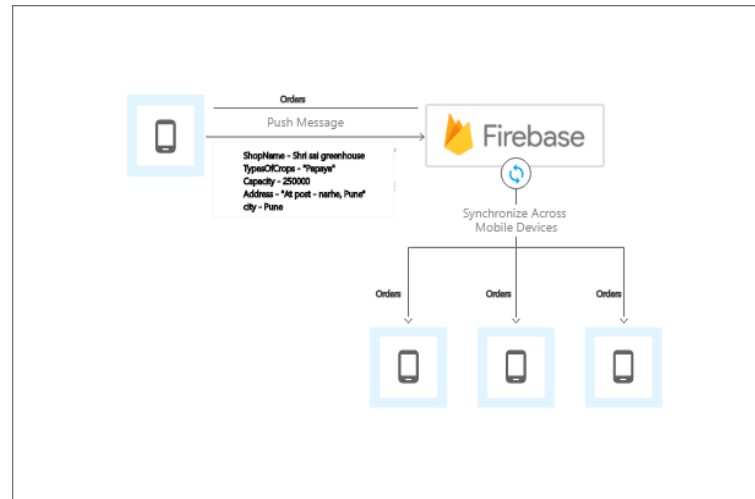 Orders
Push Message
Firebase
ShopName - Shri sai greenhouse
TypesOfCrops - "Papaya"
Capacity - 250000
Address - "At post - narhe, Pune"
city - Pune
Synchronize Across
Mobile Devices
Orders
Orders
Orders